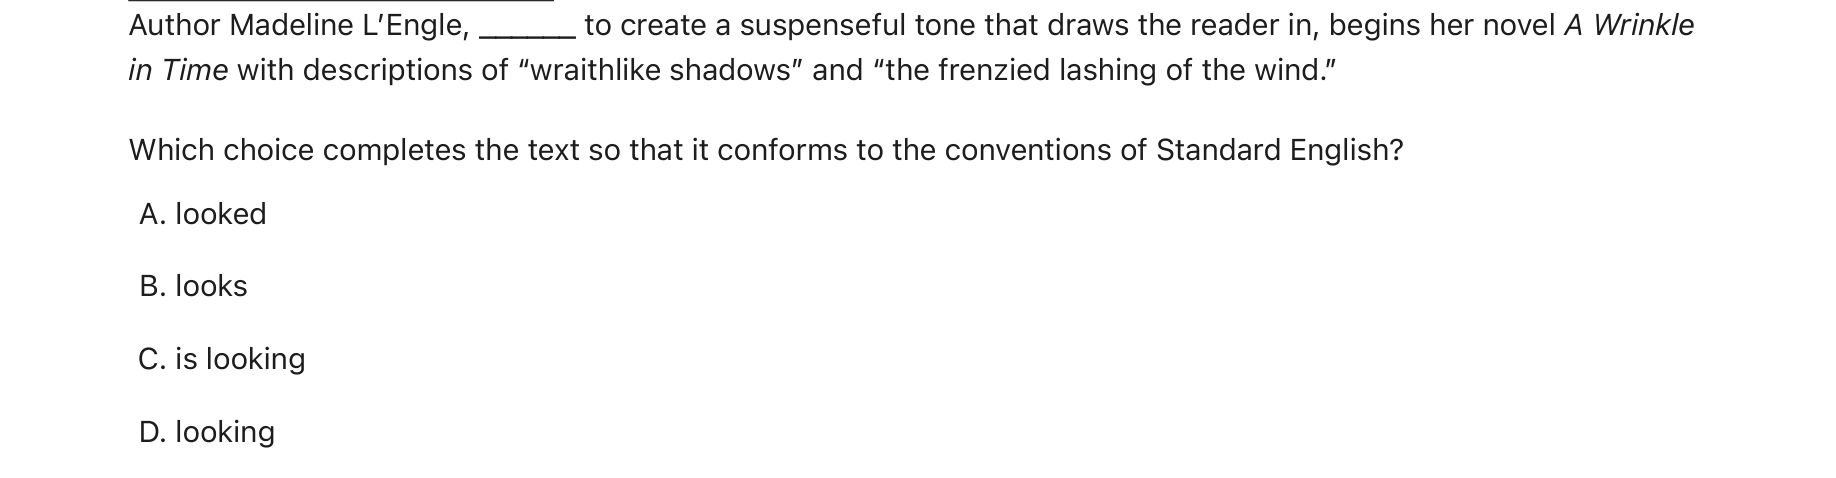 Author Madeline L’Engle, ______ to create a suspenseful tone that draws the reader in, begins her novel A Wrinkle
in Time with descriptions of “wraithlike shadows” and “the frenzied lashing of the wind.”
Which choice completes the text so that it conforms to the conventions of Standard English?
A. looked
B. looks
C. is looking
D. looking